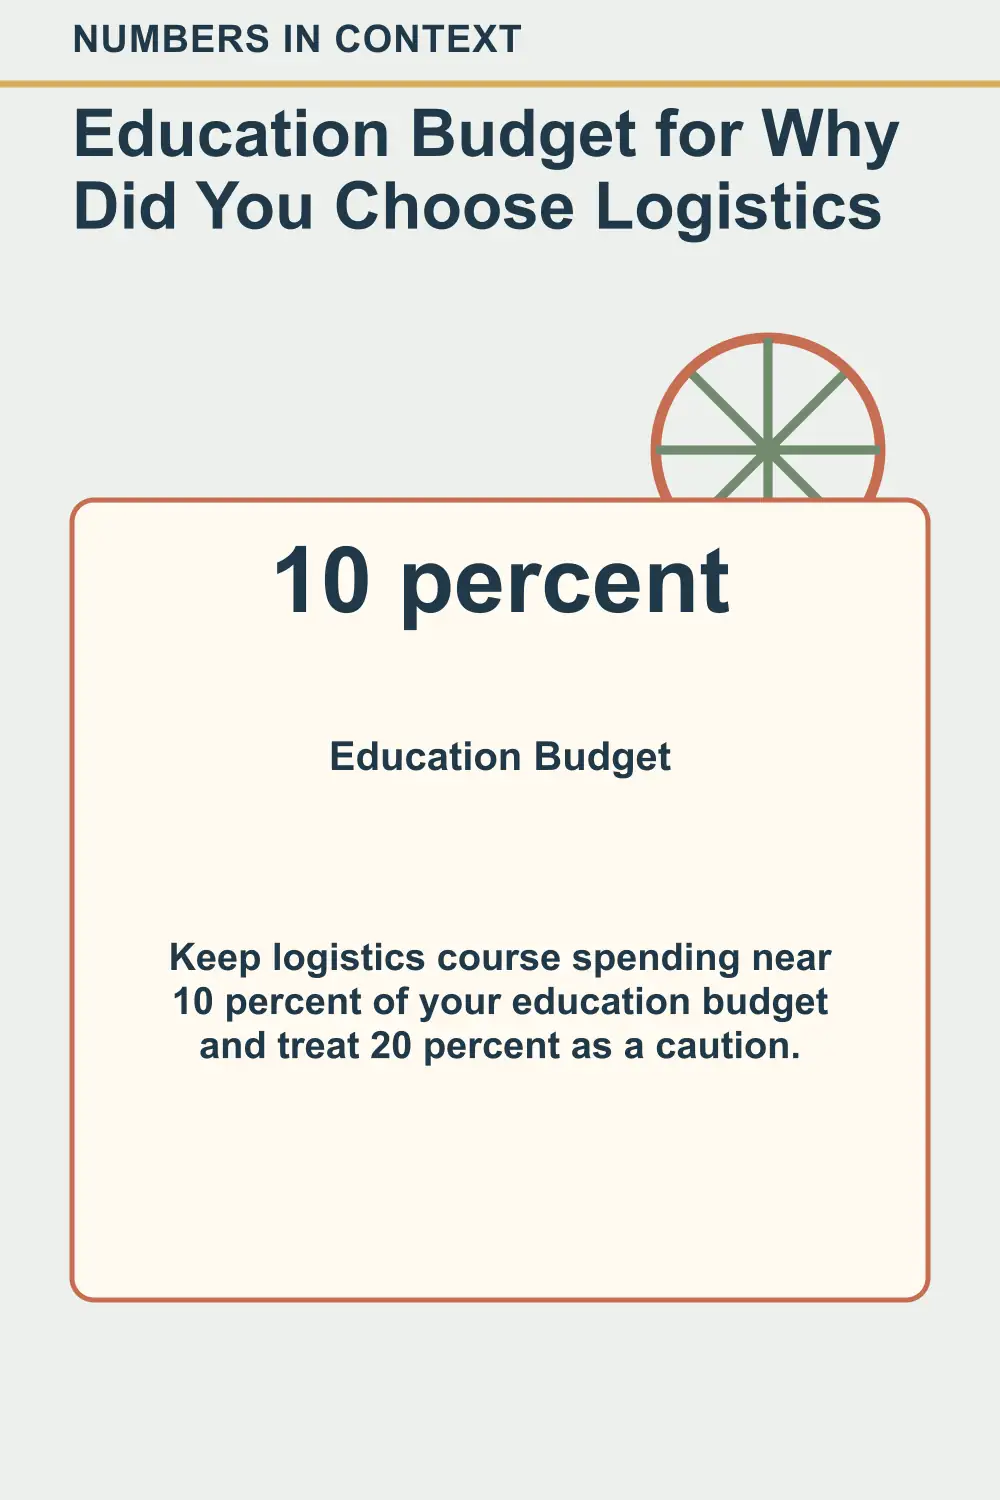 NUMBERS IN CONTEXT
Education Budget for Why
Did You Choose Logistics
10 percent
Education Budget
Keep logistics course spending near
10 percent of your education budget
and treat 20 percent as a caution.